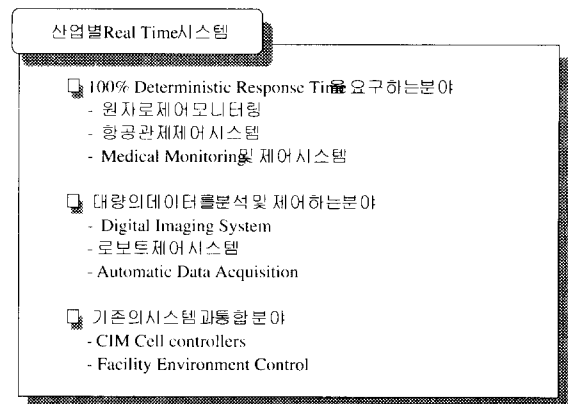 산업별Real Time시스템
100% Deterministic Response Time을 요구하는분야
- 원자로제어모니터링
- 항공관제제어시스템
- Medical Monitoring및 제어시스템
대량의데이터를분석및 제어하는분야
- Digital Imaging System
- 로보트제어시스템
- Automatic Data Acquisition
기존의시스템과통합분야
- CIM Cell controllers
- Facility Environment Control